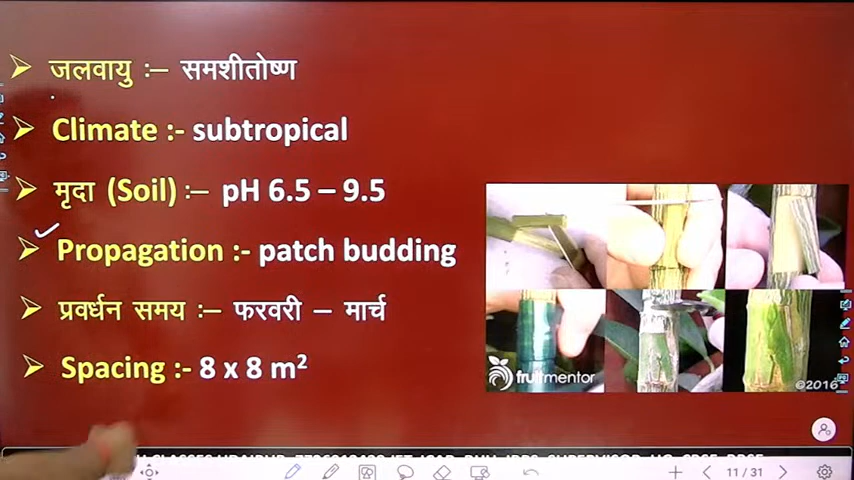 जलवायु :– समशीतोष्ण
Climate :- subtropical
मृदा (Soil) :– pH 6.5 – 9.5
Propagation :- patch budding
प्रवर्धन समय :– फरवरी – मार्च
Spacing :- 8 x 8 m²
fruitmentor
©2016
11 / 31